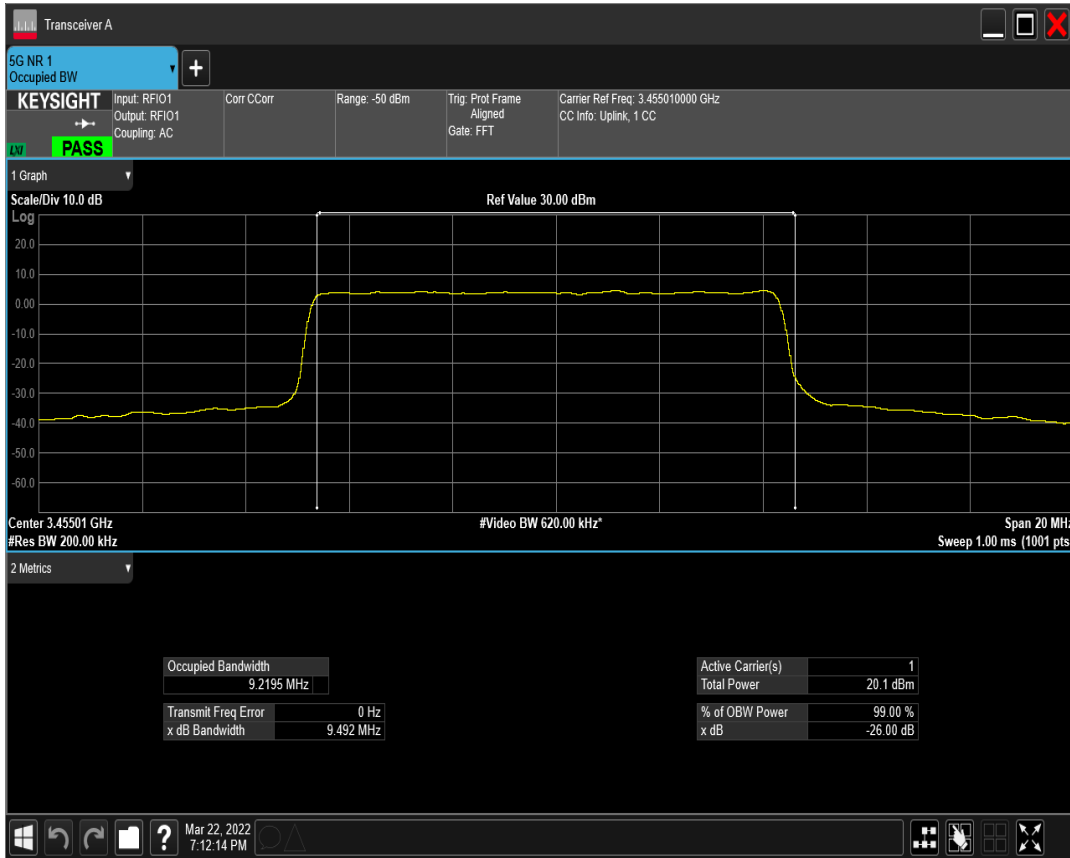 Transceiver A
5G NR 1
Occupied BW
KEYSIGHT
LXI
PASS
Input: RFIO1
Output: RFIO1
Coupling: AC
Corr CCorr
Range: -50 dBm
Trig: Prot Frame
Aligned
Gate: FFT
Carrier Ref Freq: 3.455010000 GHz
CC Info: Uplink, 1 CC
1 Graph
Scale/Div 10.0 dB
Ref Value 30.00 dBm
Log
20.0
10.0
0.00
-10.0
-20.0
-30.0
-40.0
-50.0
-60.0
Center 3.45501 GHz
#Video BW 620.00 kHz*
Span 20 MHz
#Res BW 200.00 kHz
Sweep 1.00 ms (1001 pts
2 Metrics
Occupied Bandwidth
9.2195 MHz
Transmit Freq Error 0 Hz
x dB Bandwidth 9.492 MHz
Active Carrier(s) 1
Total Power 20.1 dBm
% of OBW Power 99.00 %
x dB -26.00 dB
?
Mar 22, 2022
7:12:14 PM